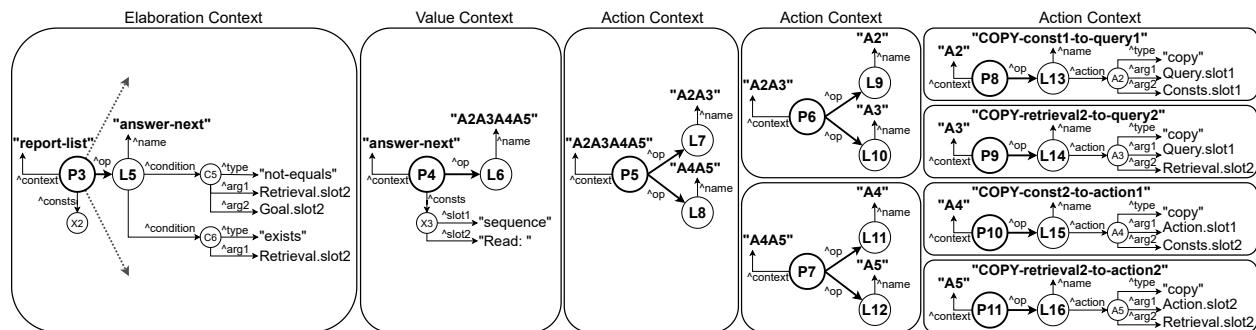 Elaboration Context
"report-list"
^context
P3
^op
L5
"answer-next"
^name
^consts
X2
^condition
C5
^type
"not-equals"
^arg1
Retrieval.slot2
^arg2
Goal.slot2
^condition
C6
^type
"exists"
^arg1
Retrieval.slot2
Value Context
"answer-next"
^context
P4
^op
L6
"A2A3A4A5"
^name
^consts
X3
^slot1
"sequence"
^slot2
"Read: "
Action Context
"A2A3A4A5"
^context
P5
^op
L7
"A2A3"
^name
^op
L8
"A4A5"
^name
Action Context
"A2A3"
^context
P6
^op
L9
"A2"
^name
^op
L10
"A3"
^name
"A4A5"
^context
P7
^op
L11
"A4"
^name
^op
L12
"A5"
^name
Action Context
"A2"
^context
P8
^op
L13
"COPY-const1-to-query1"
^name
^action
A2
^type
"copy"
^arg1
Query.slot1
^arg2
Consts.slot1
"A3"
^context
P9
^op
L14
"COPY-retrieval2-to-query2"
^name
^action
A3
^type
"copy"
^arg1
Query.slot1
^arg2
Retrieval.slot2
"A4"
^context
P10
^op
L15
"COPY-const2-to-action1"
^name
^action
A4
^type
"copy"
^arg1
Action.slot1
^arg2
Consts.slot2
"A5"
^context
P11
^op
L16
"COPY-retrieval2-to-action2"
^name
^action
A5
^type
"copy"
^arg1
Action.slot2
^arg2
Retrieval.slot2